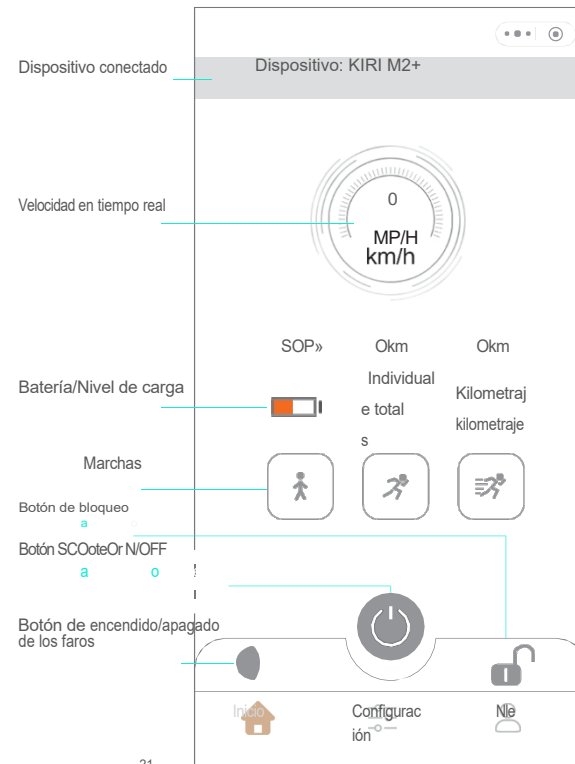 Dispositivo conectado
Dispositivo: KIRI M2+
Velocidad en tiempo real
0
MP/H
km/h
SOP»
Okm
Okm
Individual
e total
s
Kilometraj
kilometraje
Batería/Nivel de carga
Marchas
Botón de bloqueo
a
Botón SCOoteOr N/OFF
a o
Botón de encendido/apagado
de los faros
Inicio
Configurac
ión
21